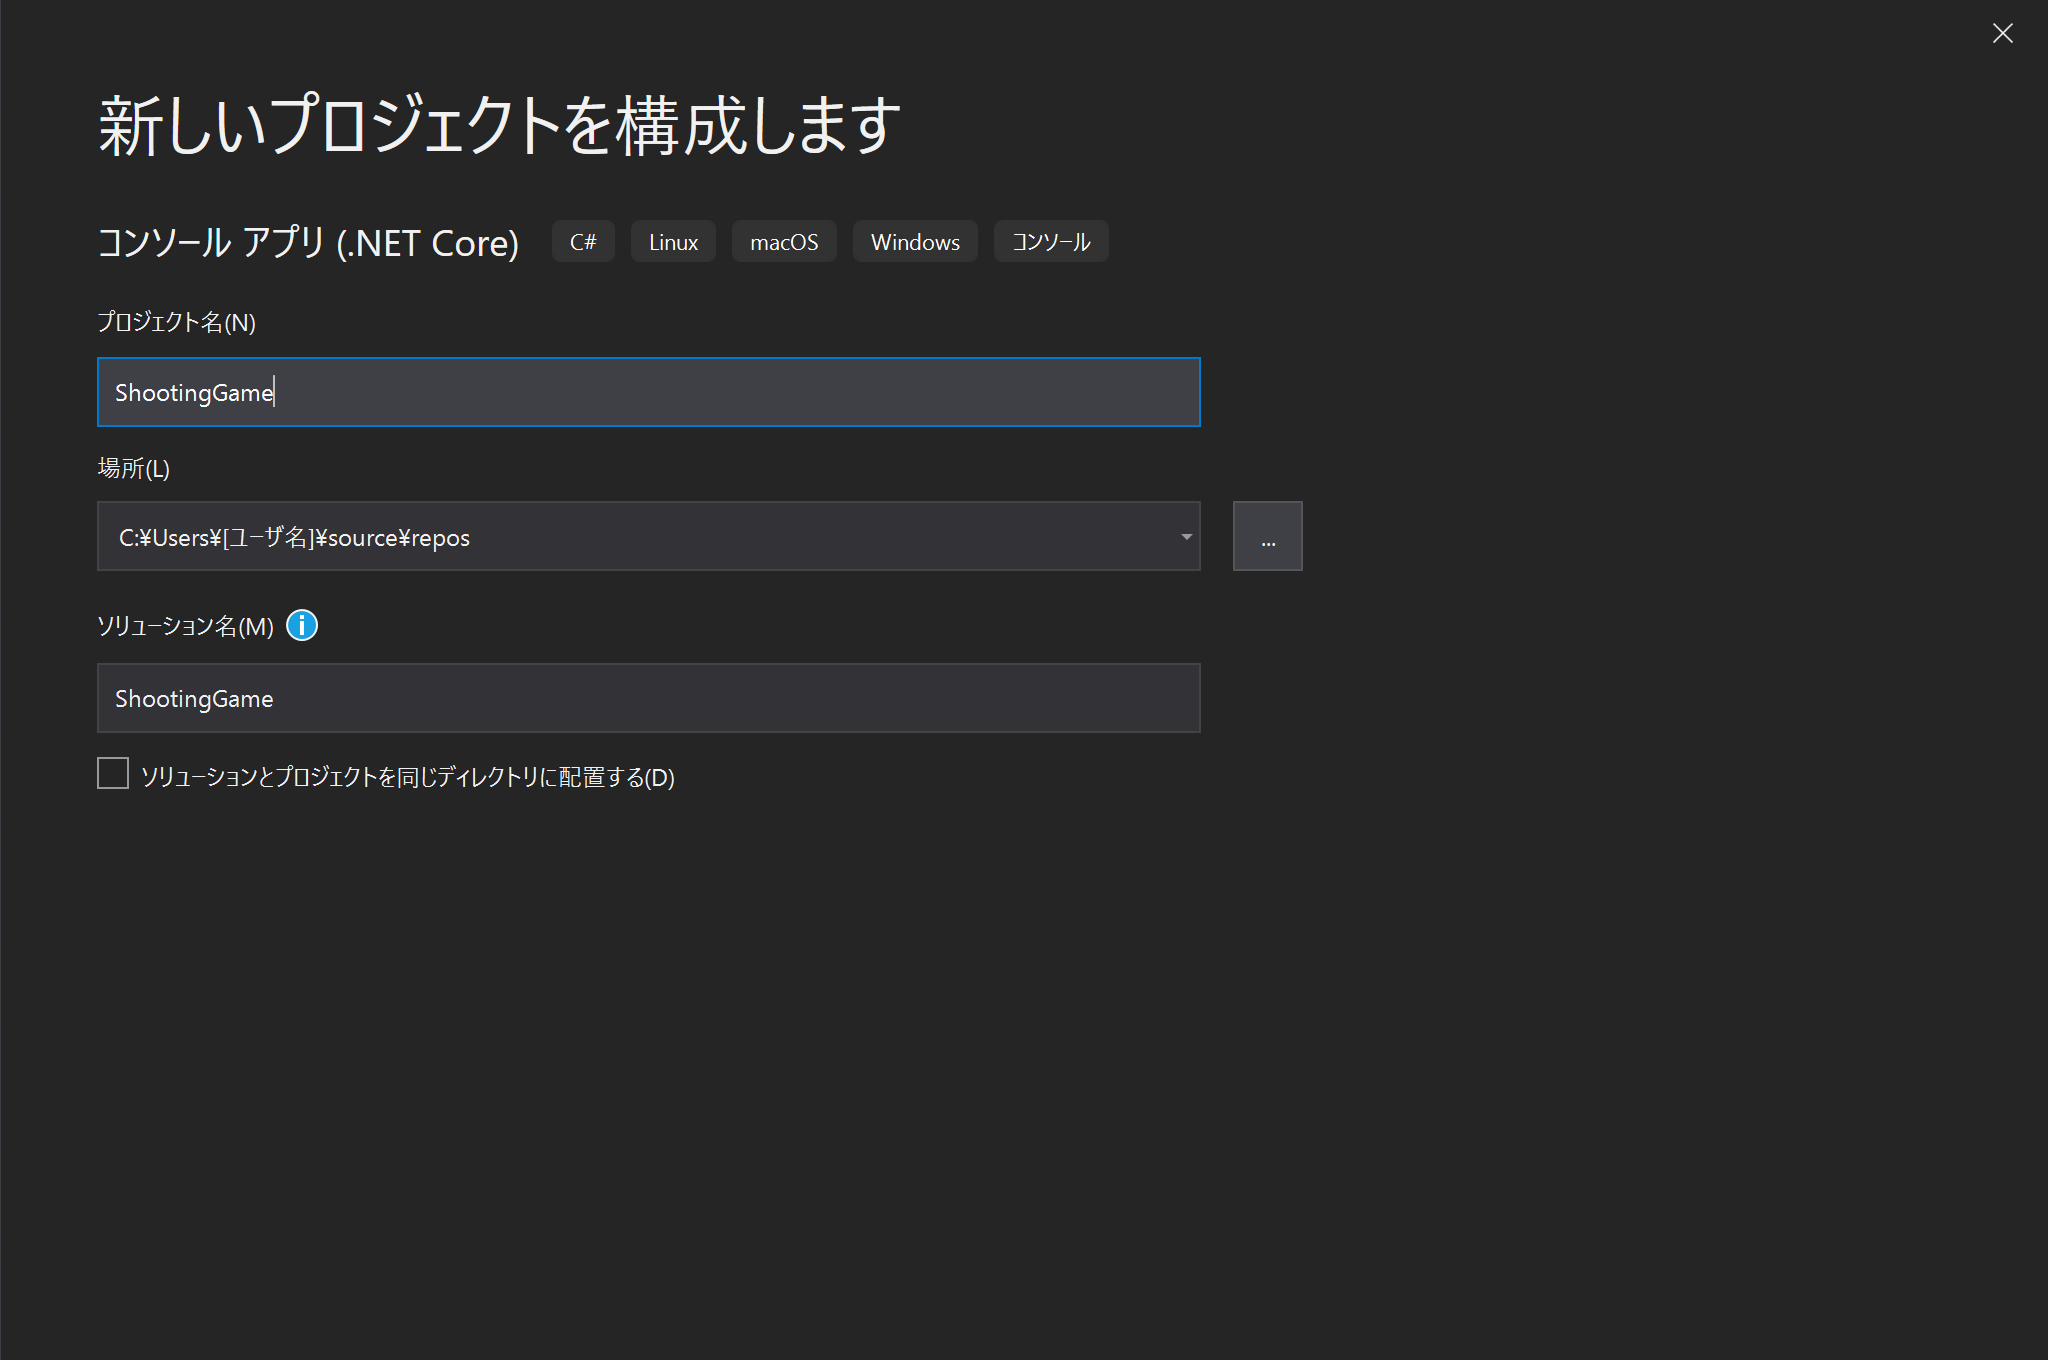 新しいプロジェクトを構成します
コンソール アプリ (.NET Core) C# Linux macOS Windows コンソール
プロジェクト名(N)
ShootingGame
場所(L)
C:¥Users¥[ユーザ名]¥source¥repos ...
ソリューション名(M)
ShootingGame
ソリューションとプロジェクトを同じディレクトリに配置する(D)